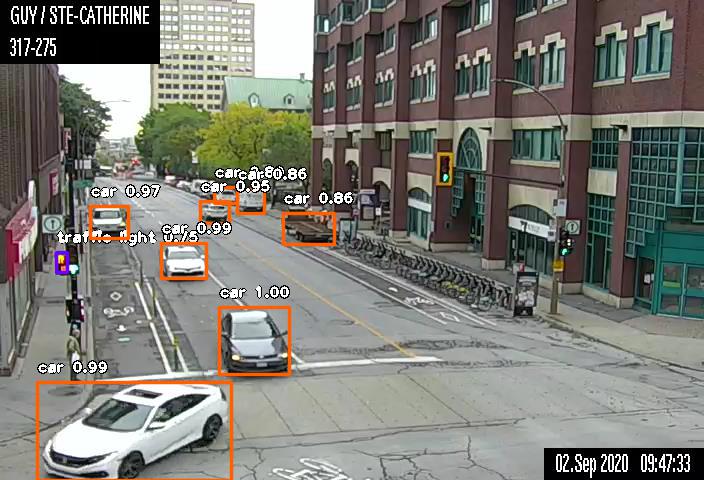 GUY / STE-CATHERINE
317-275
car 0.97
car 0.86
car 0.95
car 0.86
car 0.99
traffic light 0.75
car 1.00
car 0.99
02.Sep 2020 09:47:33